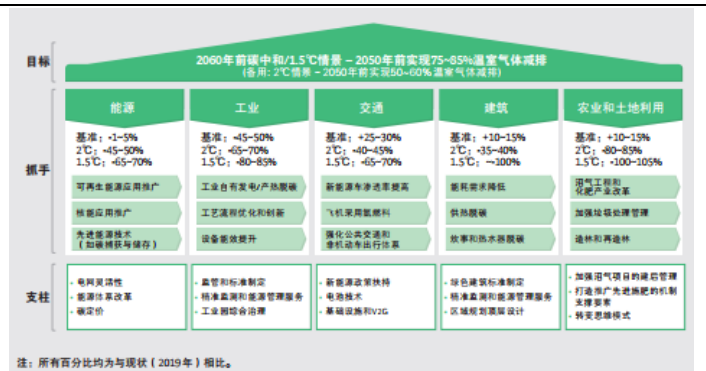 目标
2060年前碳中和/1.5℃情景 – 2050年前实现75~85%温室气体减排
(备用: 2℃情景 – 2050年前实现50~60%温室气体减排)
抓手
能源
基准：-1~5%
2℃：-45~50%
1.5℃：-65~70%
可再生能源应用推广
核能应用推广
先进能源技术
（如碳捕获与储存）
工业
基准：-45~50%
2℃：-65~70%
1.5℃：-80~85%
工业自有发电/产热脱碳
工艺流程优化和创新
设备能效提升
交通
基准：+25~30%
2℃：-40~45%
1.5℃：-65~70%
新能源车渗透率提高
飞机采用氢燃料
强化公共交通和
非机动车出行体系
建筑
基准：+10~15%
2℃：-35~40%
1.5℃：-~100%
能耗需求降低
供热脱碳
炊事和热水器脱碳
农业和土地利用
基准：+10~15%
2℃：-80~85%
1.5℃：-100~105%
沼气工程和
化肥产业改革
加强垃圾处理管理
造林和再造林
支柱
• 电网灵活性
• 能源体系改革
• 碳定价
• 监管和标准制定
• 精准监测和能源管理服务
• 工业园综合治理
• 新能源政策扶持
• 电池技术
• 基础设施和V2G
• 绿色建筑标准制定
• 精准监测和能源管理服务
• 区域规划顶层设计
• 加强沼气项目的建后管理
• 打造推广先进施肥的机制
支撑要素
• 转变思维模式
注：所有百分比均为与现状（2019年）相比。